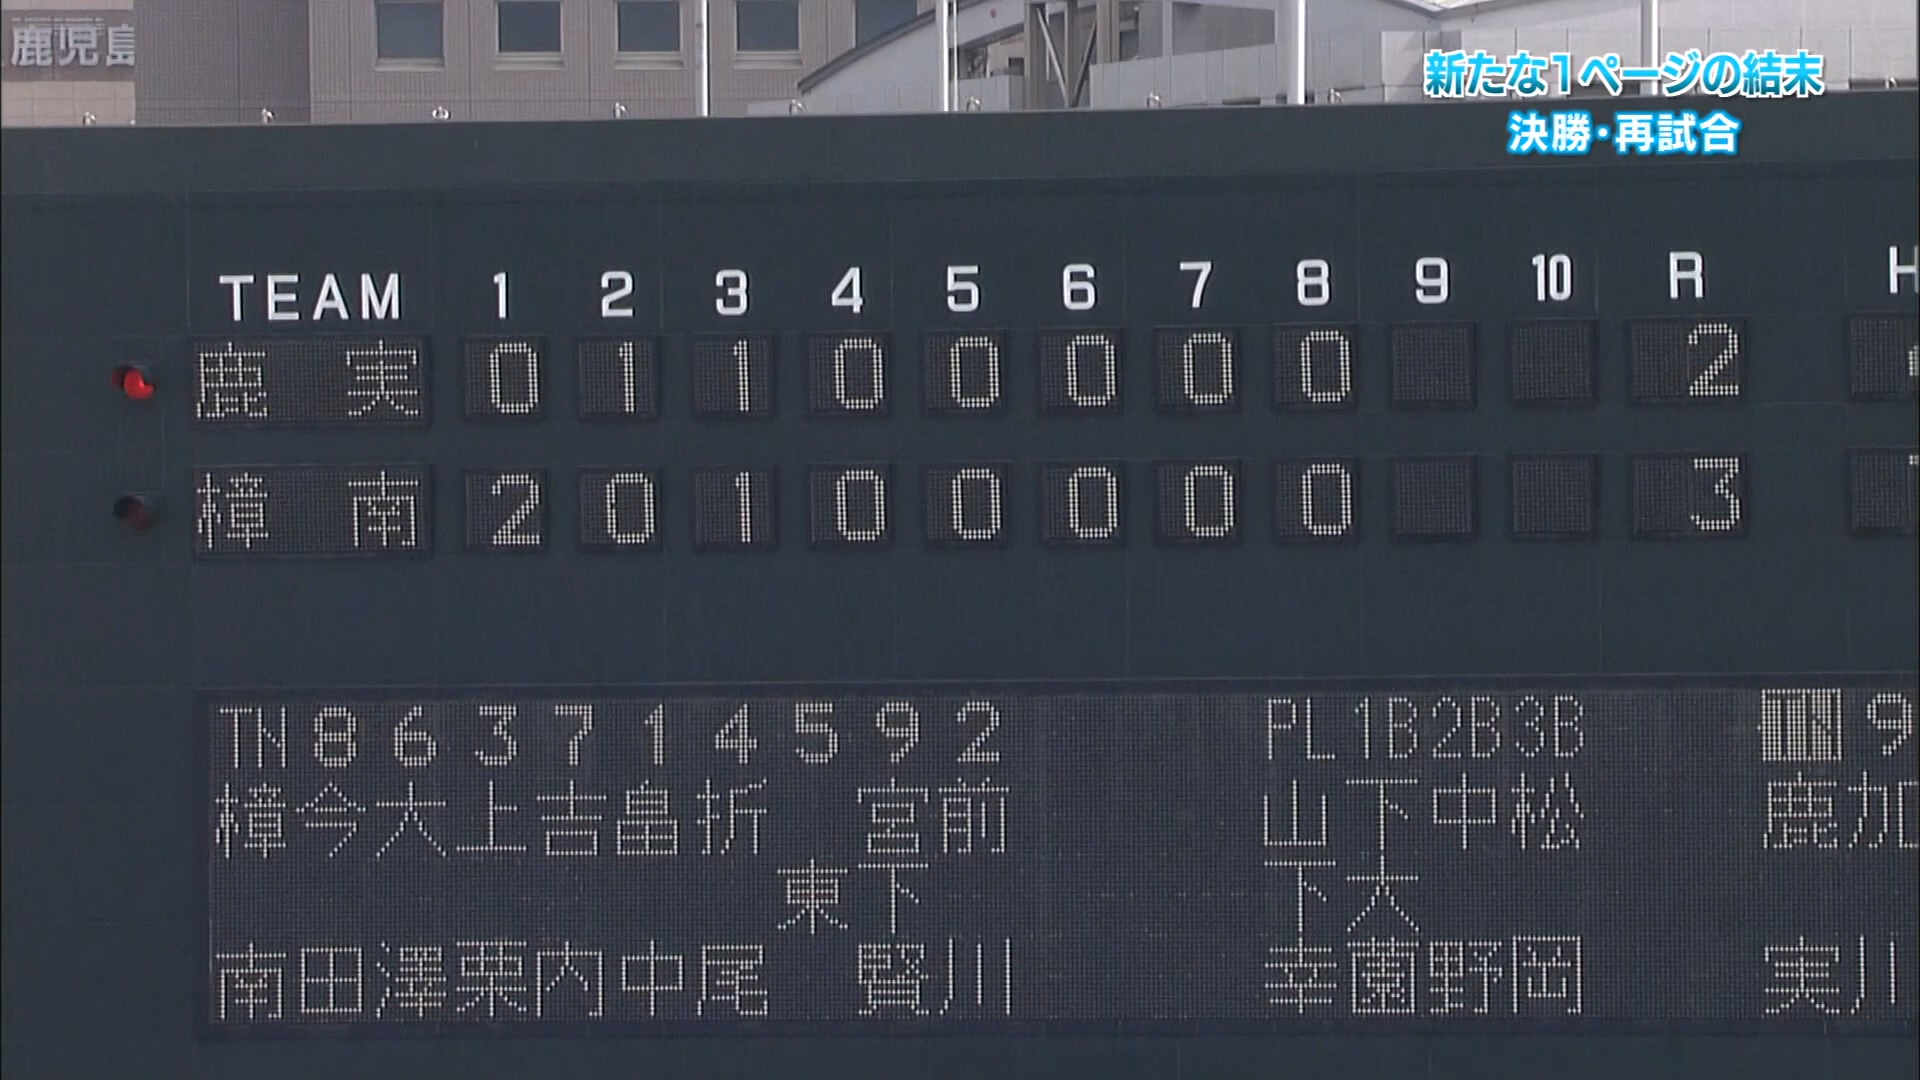 鹿児島
新たな1ページの結末
決勝・再試合
TEAM 1 2 3 4 5 6 7 8 9 10 R H
鹿実 0 1 1 0 0 0 0 0 2
樟南 2 0 1 0 0 0 0 0 3
TN 8 6 3 7 1 4 5 9 2 PL 1B 2B 3B TN 9
樟 今 大 上 吉 畠 折 宮 前 山 下 中 松 鹿 加
東 下 下 大
南 田 澤 栗 内 中 尾 賢 川 幸 薗 野 岡 実 川